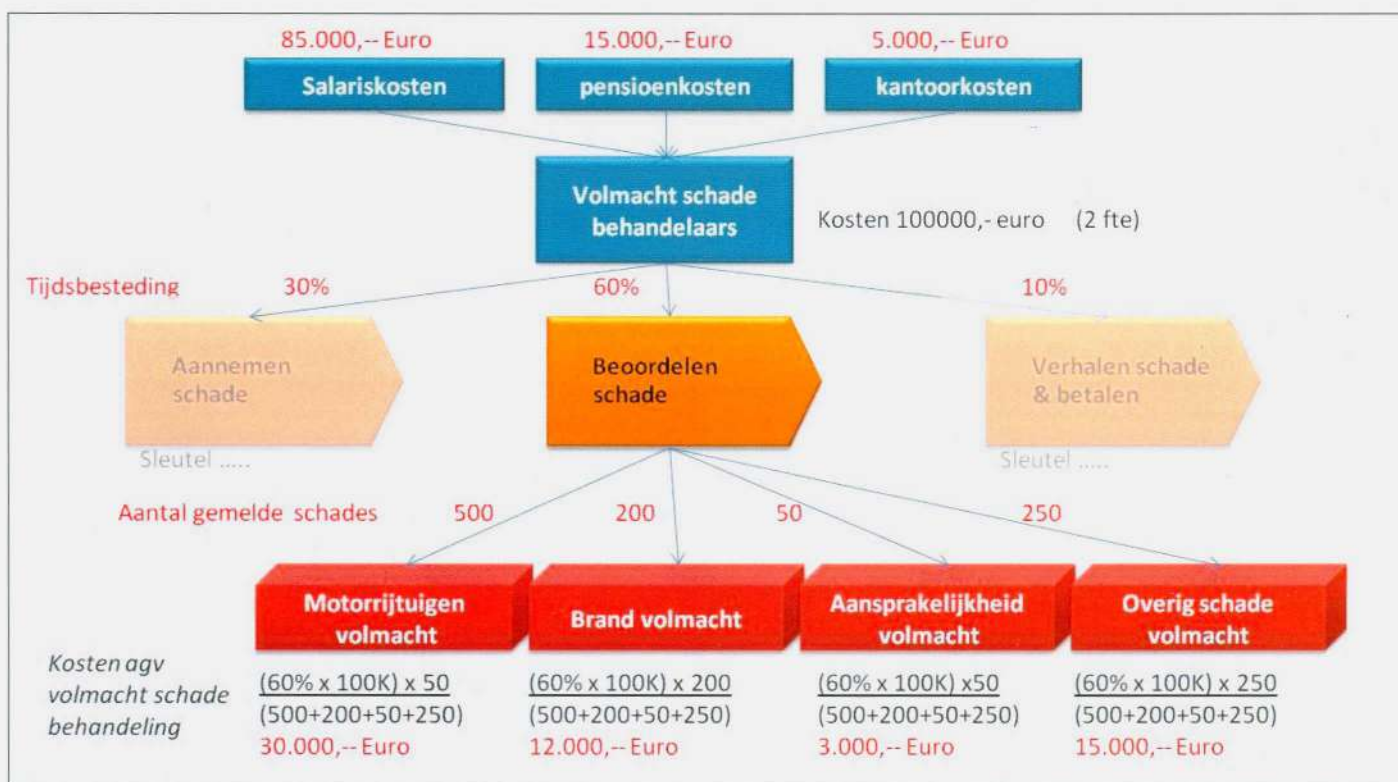 85.000,-- Euro 15.000,-- Euro 5.000,-- Euro
Salariskosten pensioenkosten kantoorkosten
Volmacht schade
behandelaars
Kosten 100000,- euro (2 fte)
Tijdsbesteding 30% 60% 10%
Aannemen
schade
Beoordelen
schade
Verhalen schade
& betalen
Sleutel ..... Sleutel .....
Aantal gemelde schades 500 200 50 250
Motorrijtuigen
volmacht
Brand volmacht
Aansprakelijkheid
volmacht
Overig schade
volmacht
Kosten agv
volmacht schade
behandeling
(60% x 100K) x 50
(500+200+50+250)
30.000,-- Euro
(60% x 100K) x 200
(500+200+50+250)
12.000,-- Euro
(60% x 100K) x50
(500+200+50+250)
3.000,-- Euro
(60% x 100K) x 250
(500+200+50+250)
15.000,-- Euro